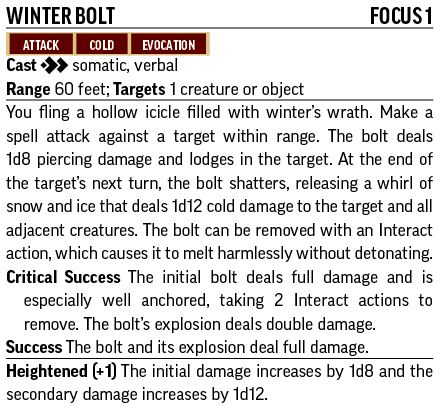 WINTER BOLT FOCUS 1
ATTACK COLD EVOCATION
Cast somatic, verbal
Range 60 feet; Targets 1 creature or object
You fling a hollow icicle filled with winter's wrath. Make a
spell attack against a target within range. The bolt deals
1d8 piercing damage and lodges in the target. At the end of
the target's next turn, the bolt shatters, releasing a whirl of
snow and ice that deals 1d12 cold damage to the target and all
adjacent creatures. The bolt can be removed with an Interact
action, which causes it to melt harmlessly without detonating.
Critical Success The initial bolt deals full damage and is
especially well anchored, taking 2 Interact actions to
remove. The bolt's explosion deals double damage.
Success The bolt and its explosion deal full damage.
Heightened (+1) The initial damage increases by 1d8 and the
secondary damage increases by 1d12.